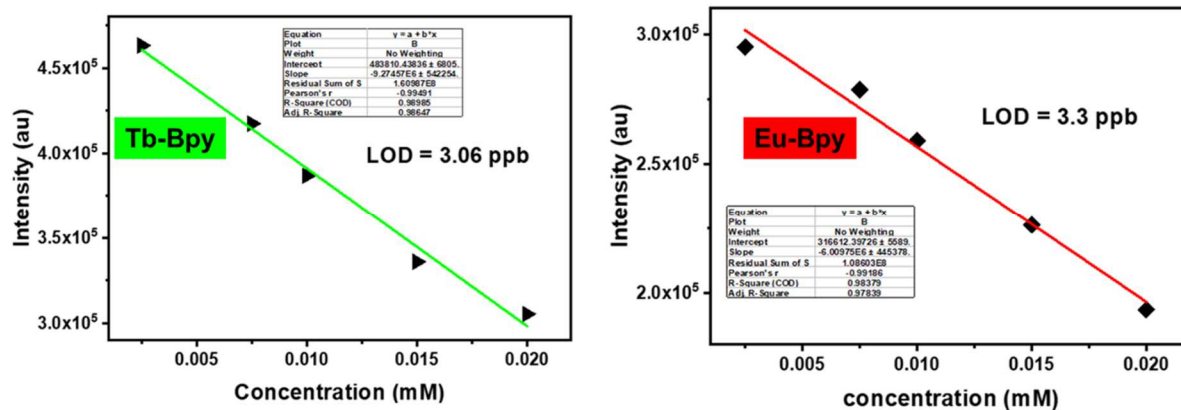 Intensity (au)
4.5x10⁵
4.0x10⁵
3.5x10⁵
3.0x10⁵
Tb-Bpy
Equation y = a + b*x
Plot B
Weight No Weighting
Intercept 483810.43836 ± 6805.
Slope -9.27457E6 ± 542254.
Residual Sum of S 1.60987E8
Pearson's r -0.99491
R-Square (COD) 0.98985
Adj. R-Square 0.98647
LOD = 3.06 ppb
0.005 0.010 0.015 0.020
Concentration (mM)
Intensity (au)
3.0x10⁵
2.5x10⁵
2.0x10⁵
Eu-Bpy
LOD = 3.3 ppb
Equation y = a + b*x
Plot B
Weight No Weighting
Intercept 316612.39726 ± 5589.
Slope -6.00975E6 ± 445378.
Residual Sum of S 1.08603E8
Pearson's r -0.99186
R-Square (COD) 0.98379
Adj. R-Square 0.97839
0.005 0.010 0.015 0.020
concentration (mM)